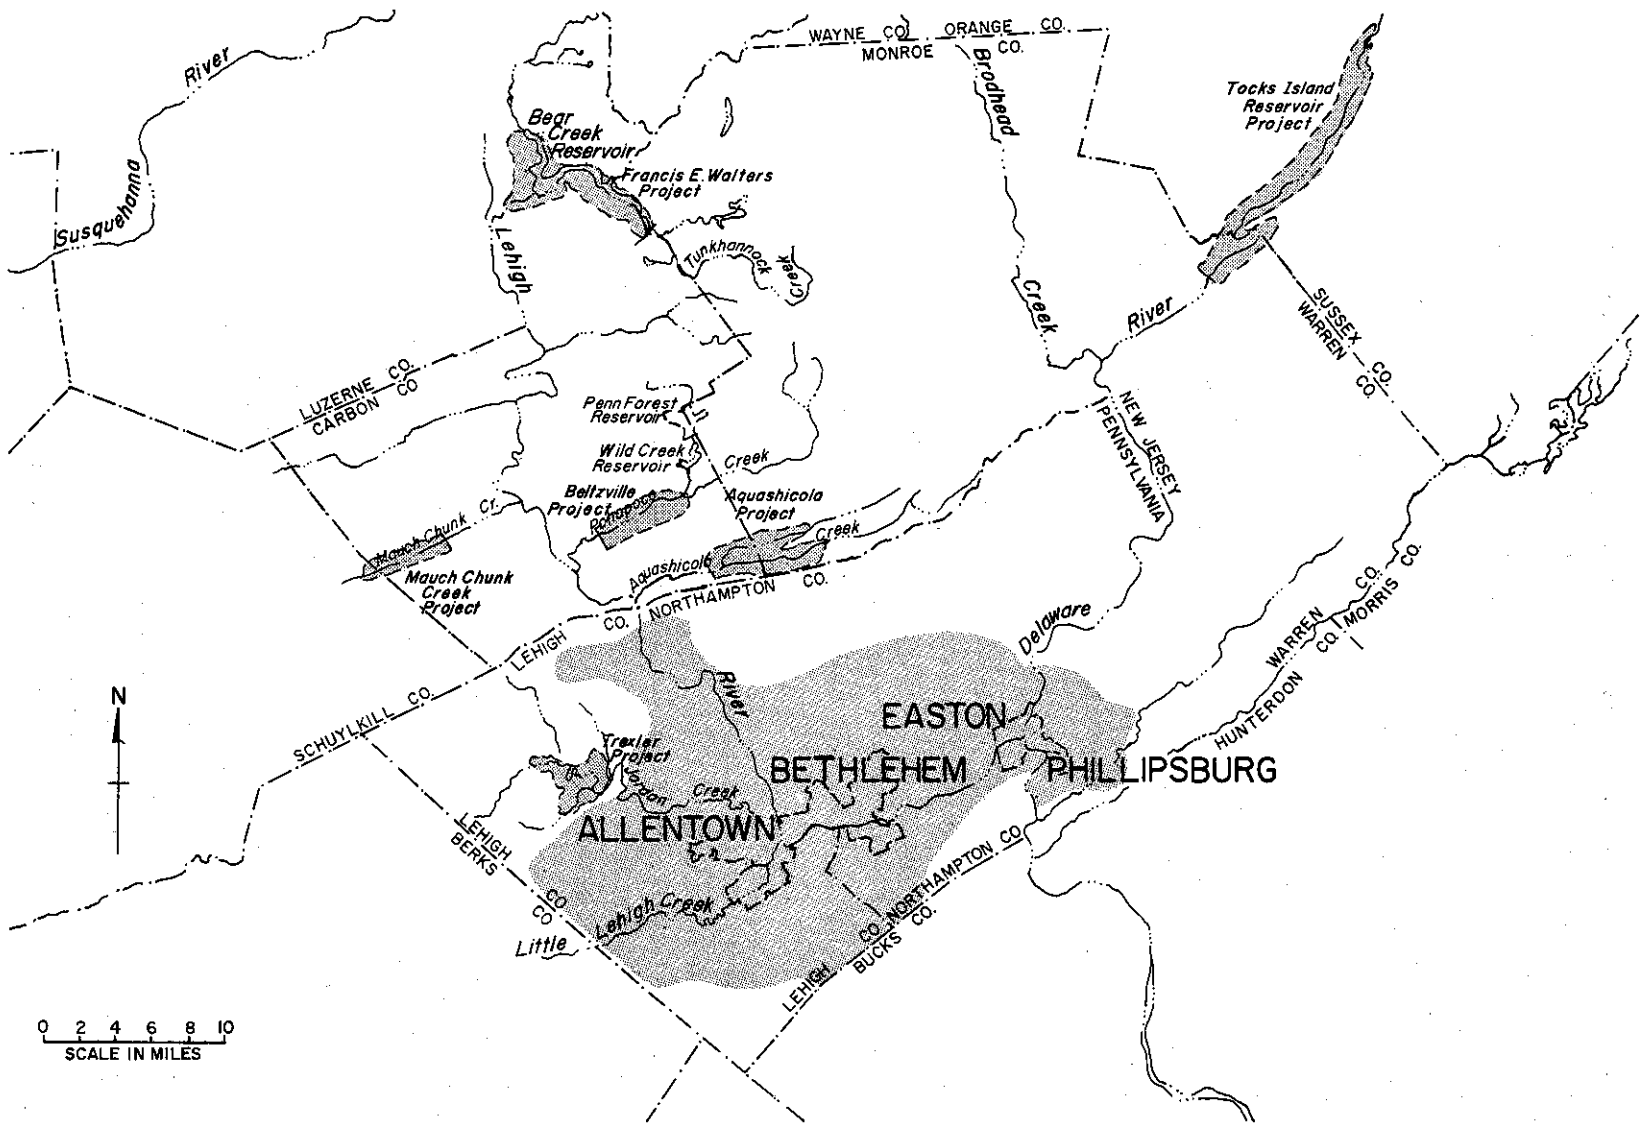 WAYNE CO. ORANGE CO.
MONROE CO.
River
Susquehanna
Brodhead
Creek
Tocks Island
Reservoir
Project
Bear
Creek
Reservoir
Francis E. Walters
Project
Lehigh
Tunkhannock
Creek
River
SUSSEX CO.
WARREN CO.
LUZERNE CO.
CARBON CO
Penn Forest
Reservoir
Wild Creek
Reservoir
Creek
NEW JERSEY
PENNSYLVANIA
Beltzville
Project
Pohopoco
Aquashicola
Project
Creek
Mauch Chunk Cr.
Mauch Chunk
Creek
Project
Aquashicola
NORTHAMPTON CO.
LEHIGH CO.
Delaware
WARREN CO.
CO. MORRIS CO.
HUNTERDON
N
SCHUYLKILL CO.
River
EASTON
Trexler
Project
BETHLEHEM
PHILLIPSBURG
Jordan Creek
ALLENTOWN
LEHIGH CO
BERKS CO
Little Lehigh Creek
CO. NORTHAMPTON CO.
LEHIGH
BUCKS CO.
0 2 4 6 8 10
SCALE IN MILES